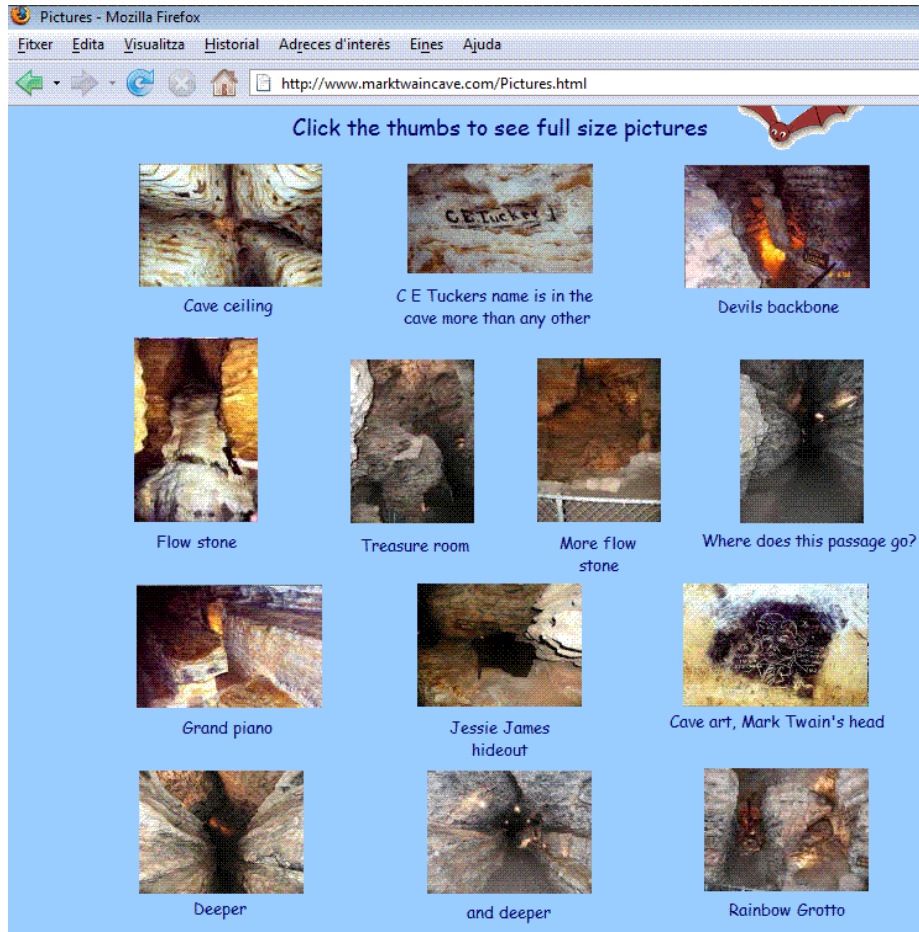 Pictures - Mozilla Firefox
Fitxer Edita Visualitza Historial Adreces d'interès Eines Ajuda
http://www.marktwaincave.com/Pictures.html
Click the thumbs to see full size pictures
C E Tucker
Cave ceiling
C E Tuckers name is in the
cave more than any other
Devils backbone
Flow stone
Treasure room
More flow
stone
Where does this passage go?
Grand piano
Jessie James
hideout
Cave art, Mark Twain's head
Deeper
and deeper
Rainbow Grotto